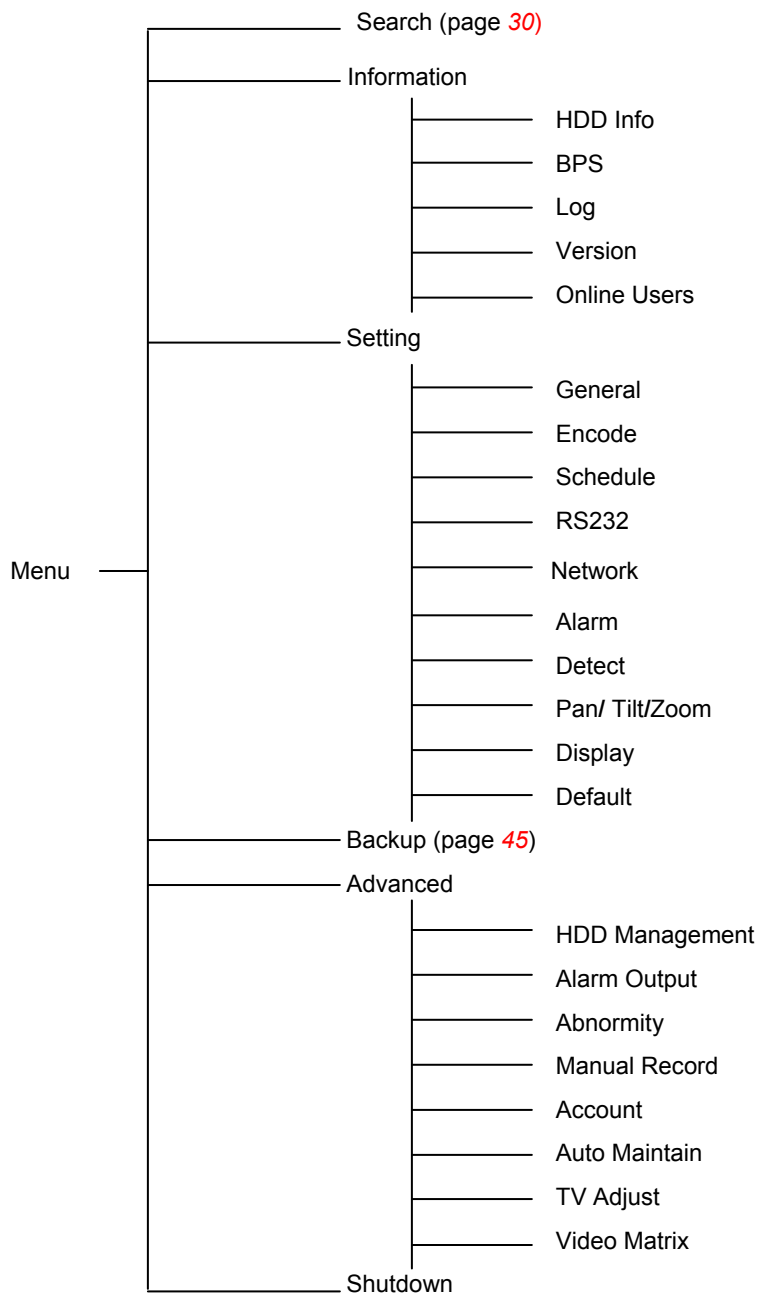 Search (page 30)
Information
HDD Info
BPS
Log
Version
Online Users
Setting
General
Encode
Schedule
RS232
Menu
Network
Alarm
Detect
Pan/ Tilt/Zoom
Display
Default
Backup (page 45)
Advanced
HDD Management
Alarm Output
Abnormity
Manual Record
Account
Auto Maintain
TV Adjust
Video Matrix
Shutdown